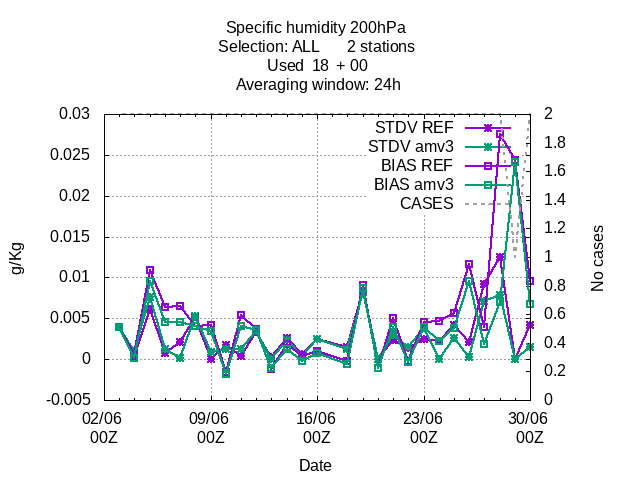 Specific humidity 200hPa
Selection: ALL 2 stations
Used 18 + 00
Averaging window: 24h
STDV REF
STDV amv3
BIAS REF
BIAS amv3
CASES
0.03
0.025
0.02
0.015
0.01
0.005
0
-0.005
g/Kg
2
1.8
1.6
1.4
1.2
1
0.8
0.6
0.4
0.2
0
No cases
02/06 09/06 16/06 23/06 30/06
00Z 00Z 00Z 00Z 00Z
Date